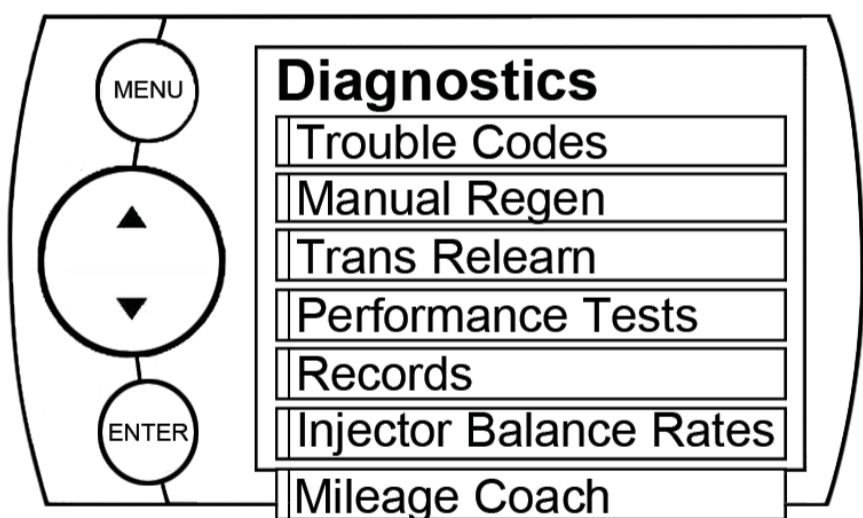 MENU
ENTER
Diagnostics
Trouble Codes
Manual Regen
Trans Relearn
Performance Tests
Records
Injector Balance Rates
Mileage Coach